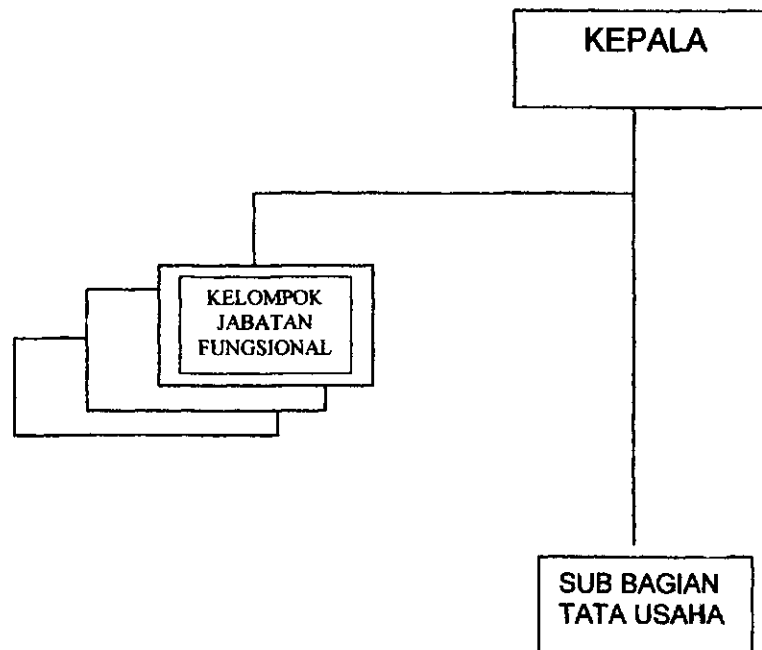 KEPALA
KELOMPOK
JABATAN
FUNGSIONAL
SUB BAGIAN
TATA USAHA